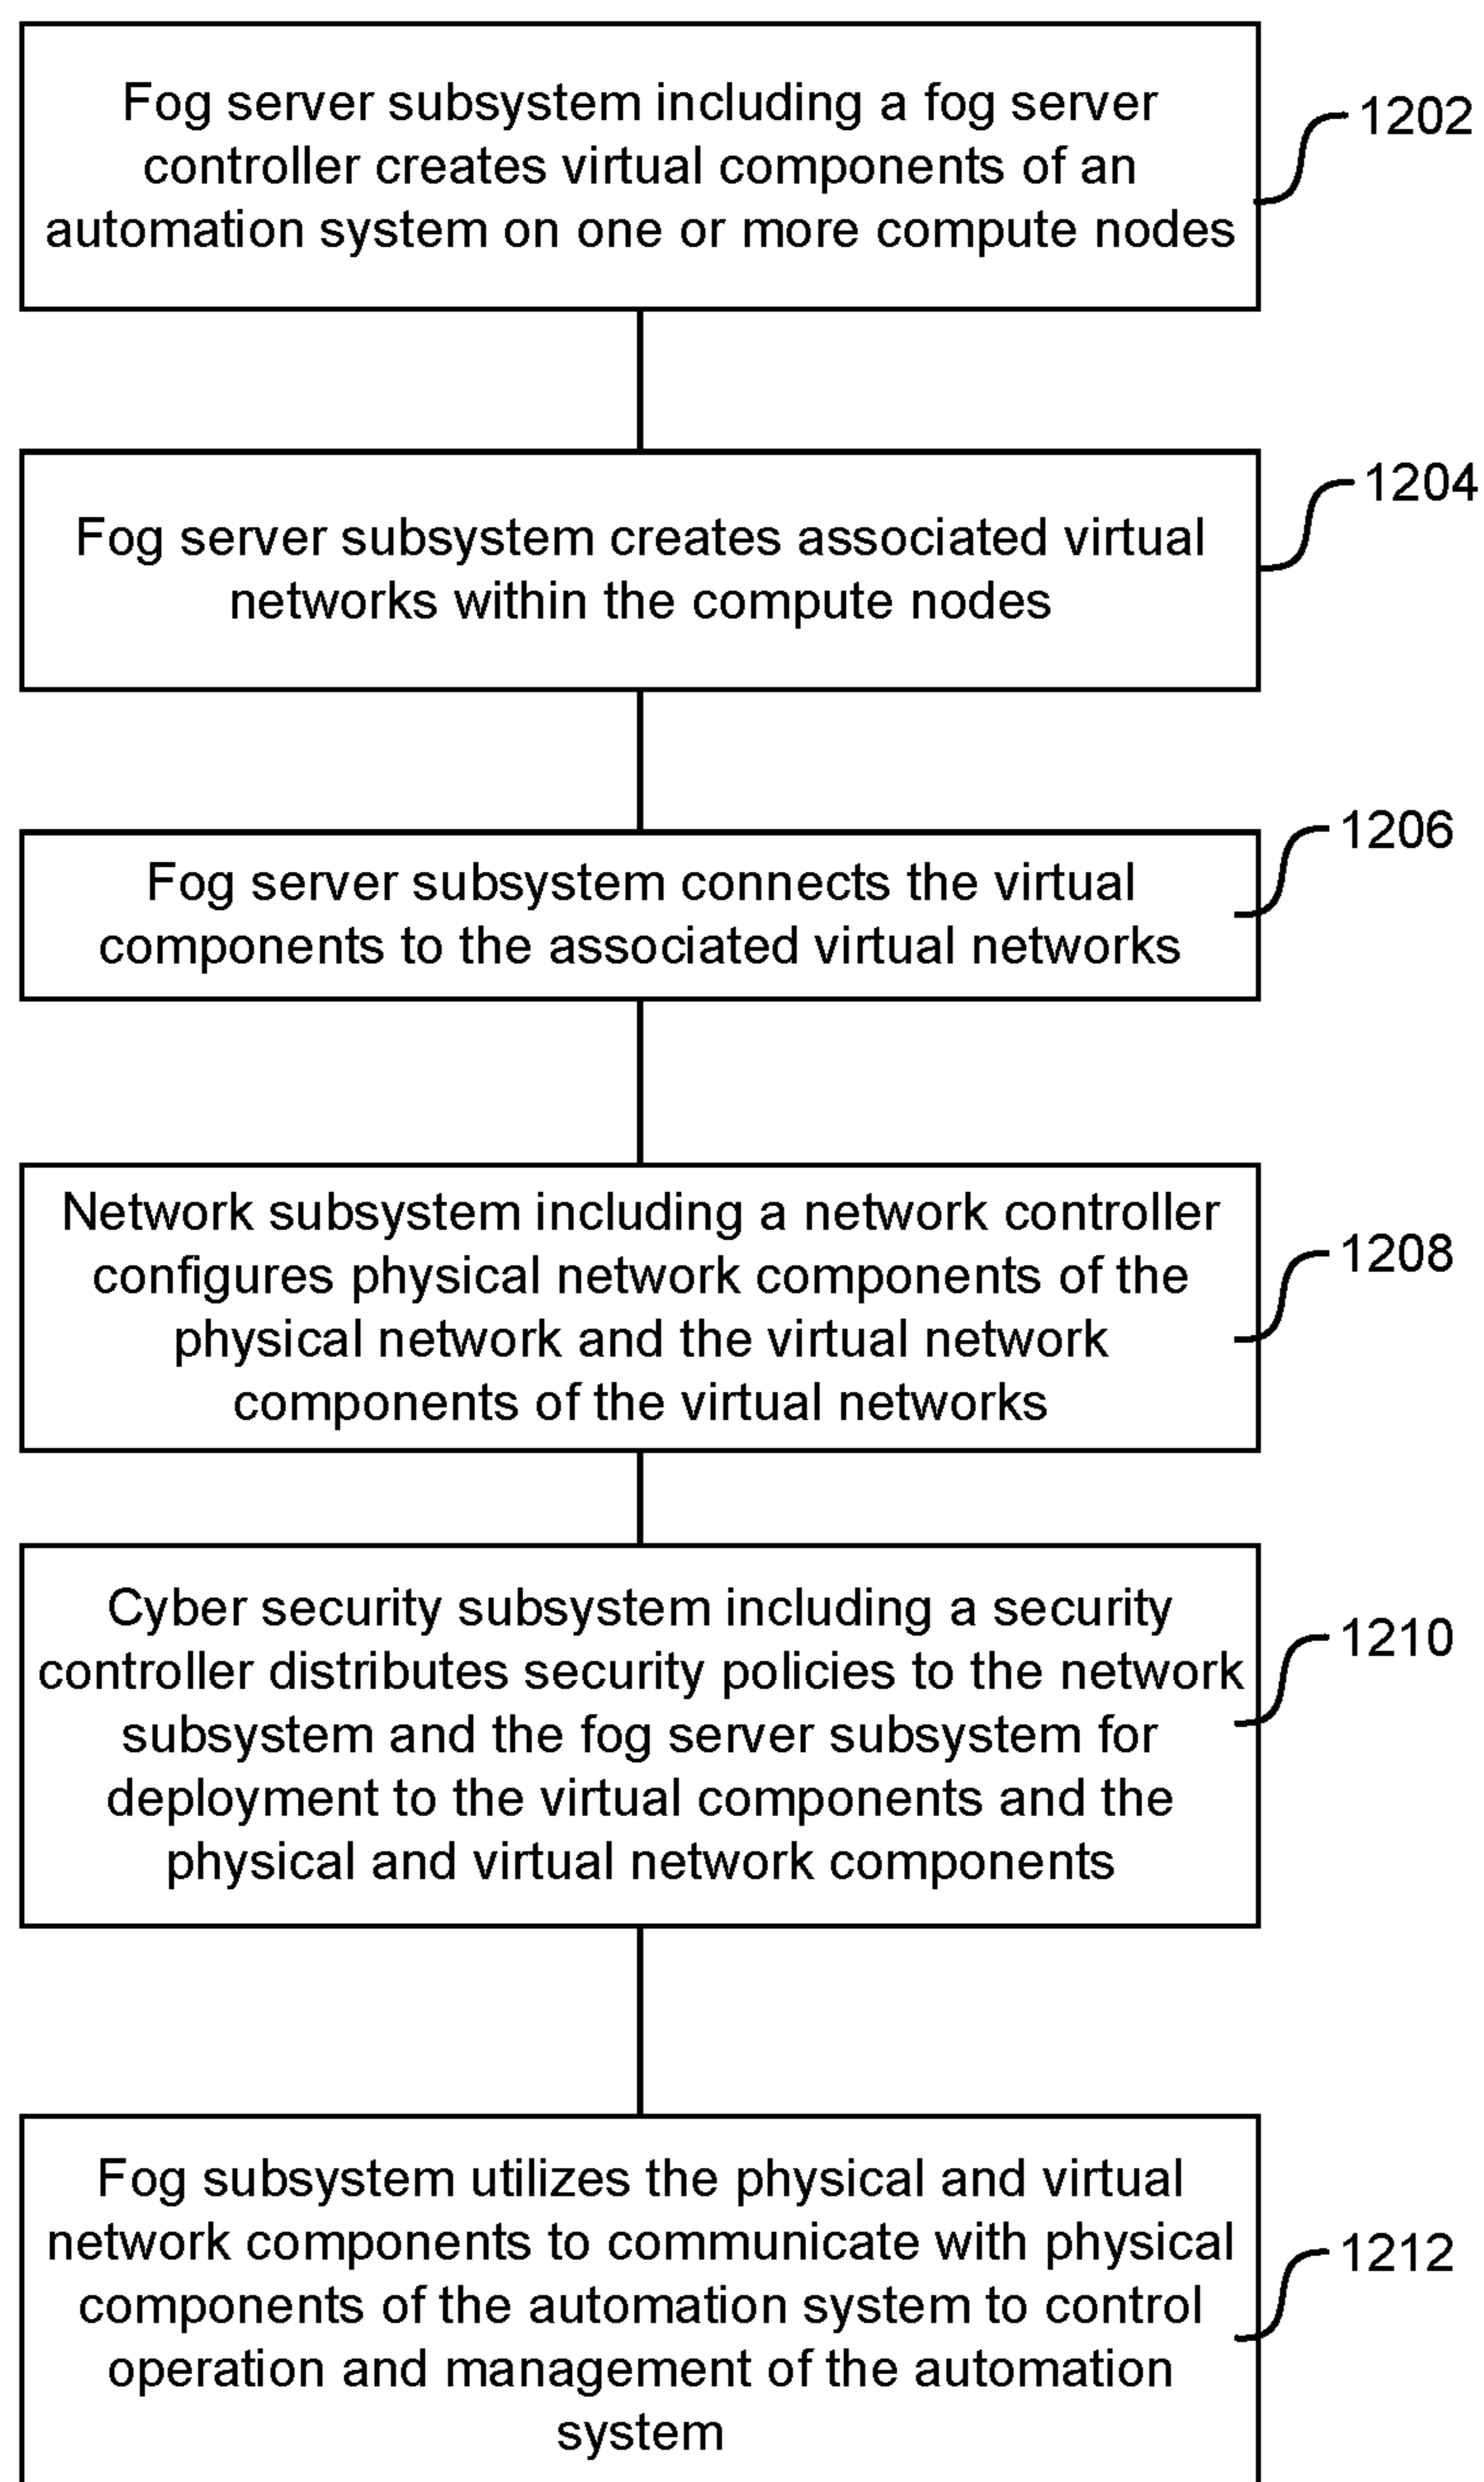 Fog server subsystem including a fog server
controller creates virtual components of an
automation system on one or more compute nodes
1202
Fog server subsystem creates associated virtual
networks within the compute nodes
1204
Fog server subsystem connects the virtual
components to the associated virtual networks
1206
Network subsystem including a network controller
configures physical network components of the
physical network and the virtual network
components of the virtual networks
1208
Cyber security subsystem including a security
controller distributes security policies to the network
subsystem and the fog server subsystem for
deployment to the virtual components and the
physical and virtual network components
1210
Fog subsystem utilizes the physical and virtual
network components to communicate with physical
components of the automation system to control
operation and management of the automation
system
1212